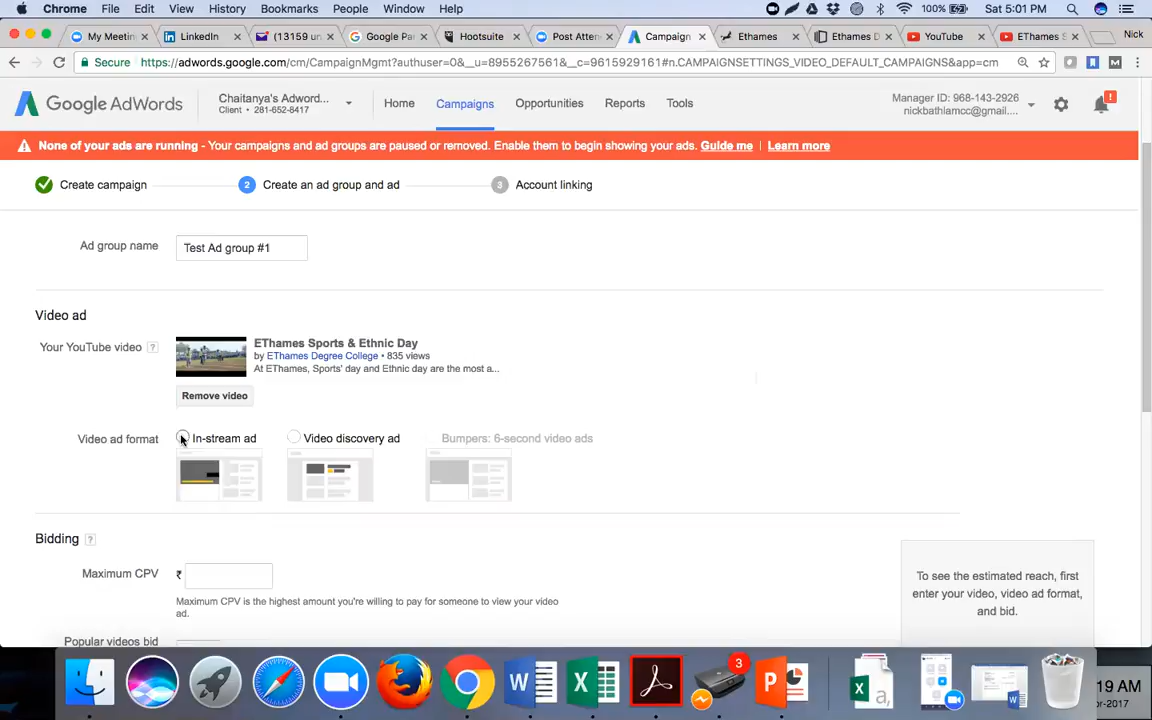 Chrome File Edit View History Bookmarks People Window Help 100% Sat 5:01 PM
My Meetin LinkedIn (13159 un Google Pa Hootsuite Post Atten Campaign Ethames Ethames D YouTube EThames S Nick
Secure https://adwords.google.com/cm/CampaignMgmt?authuser=0&__u=8955267561&__c=9615929161#n.CAMPAIGNSETTINGS_VIDEO_DEFAULT_CAMPAIGNS&app=cm
Google AdWords
Chaitanya's Adword...
Client • 281-652-8417
Home Campaigns Opportunities Reports Tools
Manager ID: 968-143-2926
nickbathlamcc@gmail....
None of your ads are running - Your campaigns and ad groups are paused or removed. Enable them to begin showing your ads. Guide me | Learn more
Create campaign 2 Create an ad group and ad 3 Account linking
Ad group name Test Ad group #1
Video ad
Your YouTube video ?
EThames Sports & Ethnic Day
by EThames Degree College • 835 views
At EThames, Sports' day and Ethnic day are the most a...
Remove video
Video ad format In-stream ad Video discovery ad Bumpers: 6-second video ads
Bidding ?
Maximum CPV ₹
Maximum CPV is the highest amount you're willing to pay for someone to view your video
ad.
To see the estimated reach, first
enter your video, video ad format,
and bid.
Popular videos bid
3
19 AM
r-2017